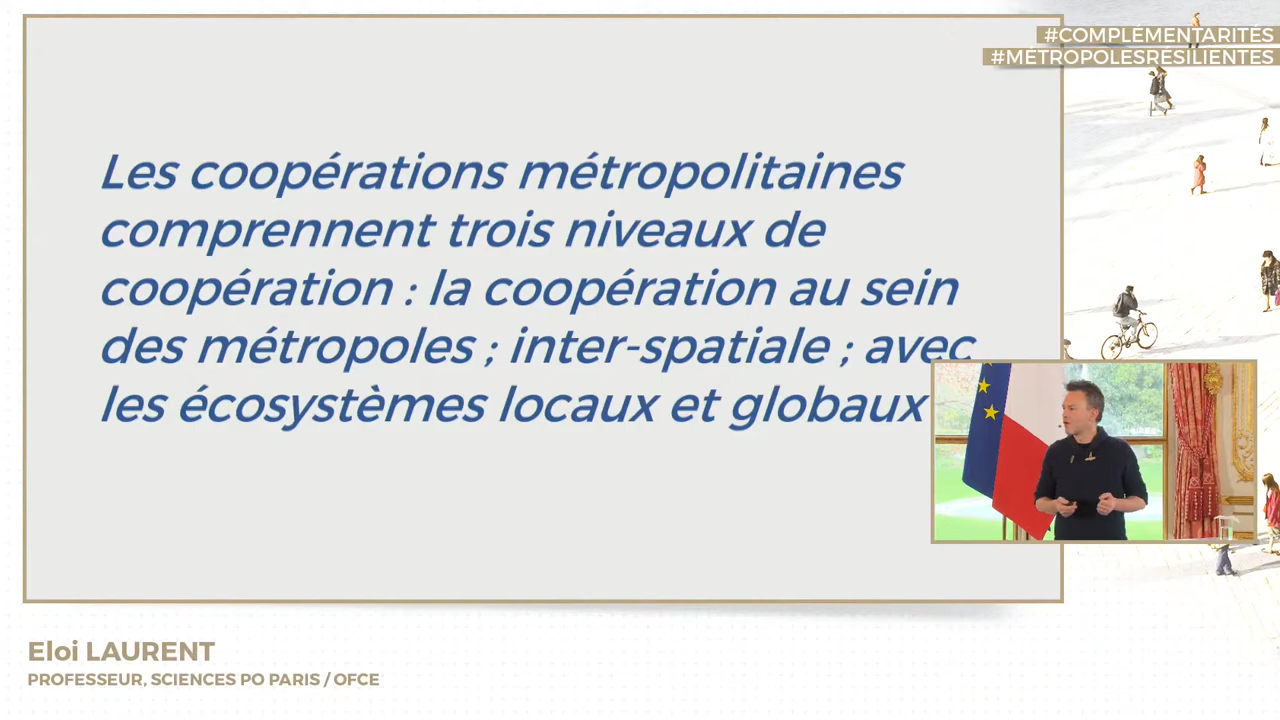 #COMPLÉMENTARITÉS
#MÉTROPOLESRÉSILIENTES
Les coopérations métropolitaines
comprennent trois niveaux de
coopération : la coopération au sein
des métropoles ; inter-spatiale ; avec
les écosystèmes locaux et globaux
Eloi LAURENT
PROFESSEUR, SCIENCES PO PARIS / OFCE